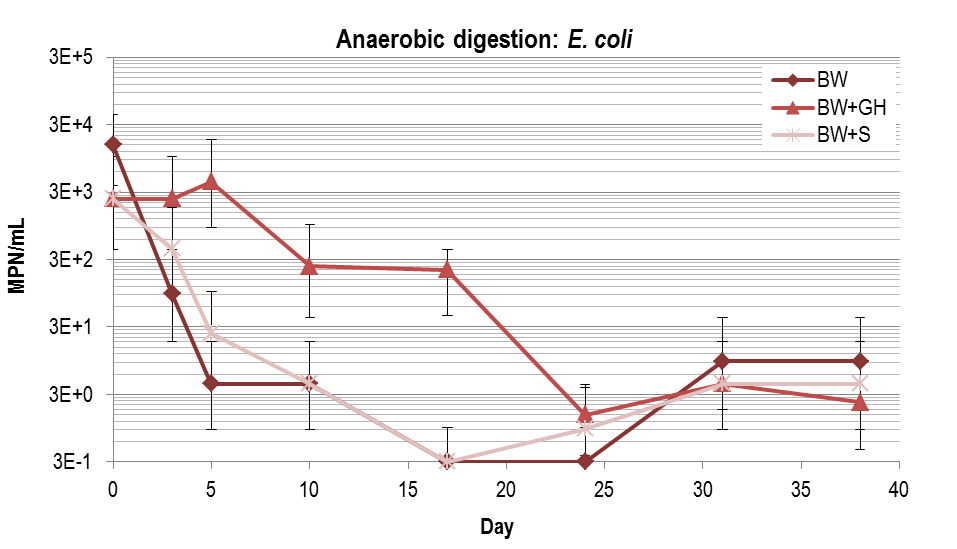 Anaerobic digestion: E. coli
3E+5
3E+4
3E+3
3E+2
3E+1
3E+0
3E-1
MPN/mL
BW
BW+GH
BW+S
0 5 10 15 20 25 30 35 40
Day